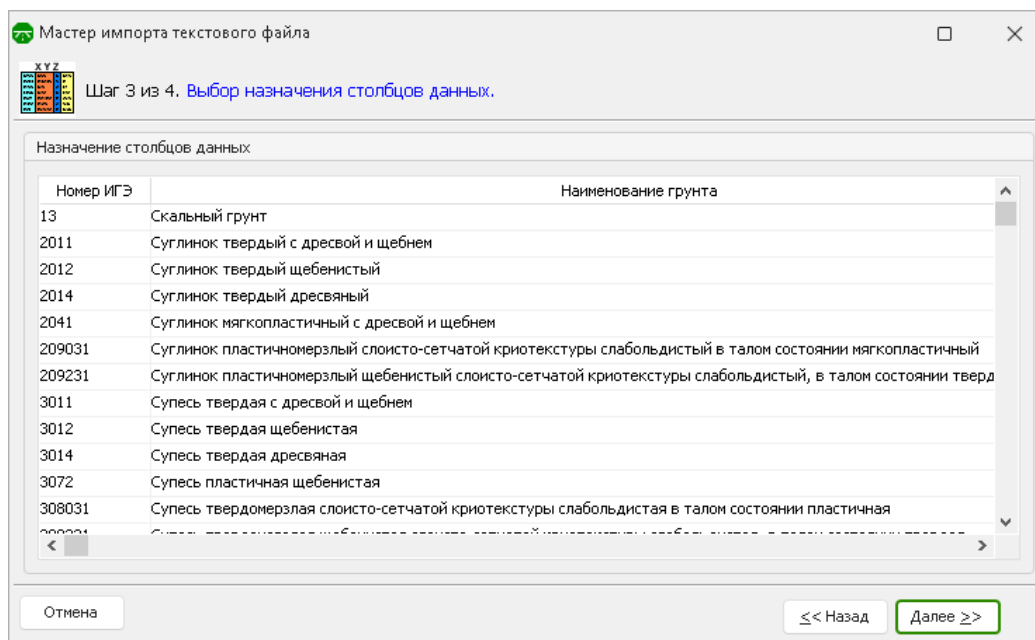 Мастер импорта текстового файла
XYZ
Шаг 3 из 4. Выбор назначения столбцов данных.
Назначение столбцов данных
Номер ИГЭ Наименование грунта
13 Скальный грунт
2011 Суглинок твердый с дресвой и щебнем
2012 Суглинок твердый щебенистый
2014 Суглинок твердый дресвяный
2041 Суглинок мягкопластичный с дресвой и щебнем
209031 Суглинок пластичномерзлый слоисто-сетчатой криотекстуры слабольдистый в талом состоянии мягкопластичный
209231 Суглинок пластичномерзлый щебенистый слоисто-сетчатой криотекстуры слабольдистый, в талом состоянии тверд
3011 Супесь твердая с дресвой и щебнем
3012 Супесь твердая щебенистая
3014 Супесь твердая дресвяная
3072 Супесь пластичная щебенистая
308031 Супесь твердомерзлая слоисто-сетчатой криотекстуры слабольдистая в талом состоянии пластичная
Отмена
<< Назад
Далее >>